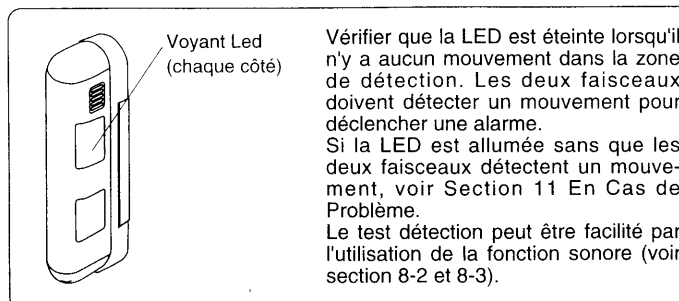 Voyant Led
(chaque côté)
Vérifier que la LED est éteinte lorsqu'il
n'y a aucun mouvement dans la zone
de détection. Les deux faisceaux
doivent détecter un mouvement pour
déclencher une alarme.
Si la LED est allumée sans que les
deux faisceaux détectent un mouve-
ment, voir Section 11 En Cas de
Problème.
Le test détection peut être facilité par
l'utilisation de la fonction sonore (voir
section 8-2 et 8-3).